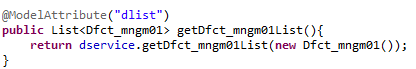 @ModelAttribute("dlist")
public List<Dfct_mngm01> getDfct_mngm01List(){
    return dservice.getDfct_mngm01List(new Dfct_mngm01());
}